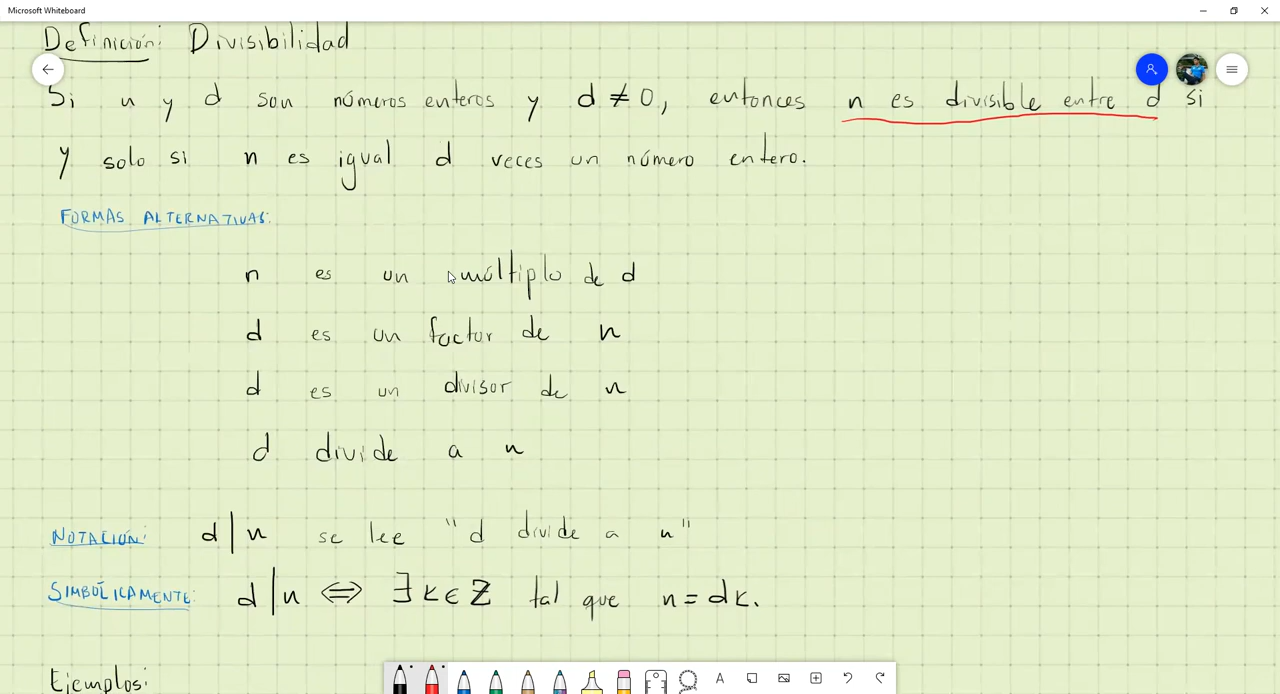 Microsoft Whiteboard
Definición: Divisibilidad
Si n y d son números enteros y d ≠ 0, entonces n es divisible entre d si
y solo si n es igual d veces un número entero.
FORMAS ALTERNATIVAS:
n es un múltiplo de d
d es un factor de n
d es un divisor de n
d divide a n
NOTACIÓN: d | n se lee "d divide a n"
SIMBÓLICAMENTE: d | n ⇔ ∃ k ∈ ℤ tal que n = dk.
Ejemplos:
A